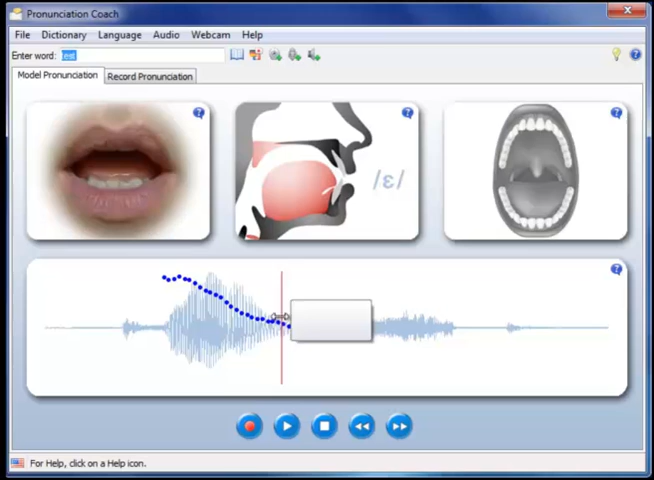 Pronunciation Coach
File Dictionary Language Audio Webcam Help
Enter word: test
Model Pronunciation Record Pronunciation
/ɛ/
For Help, click on a Help icon.